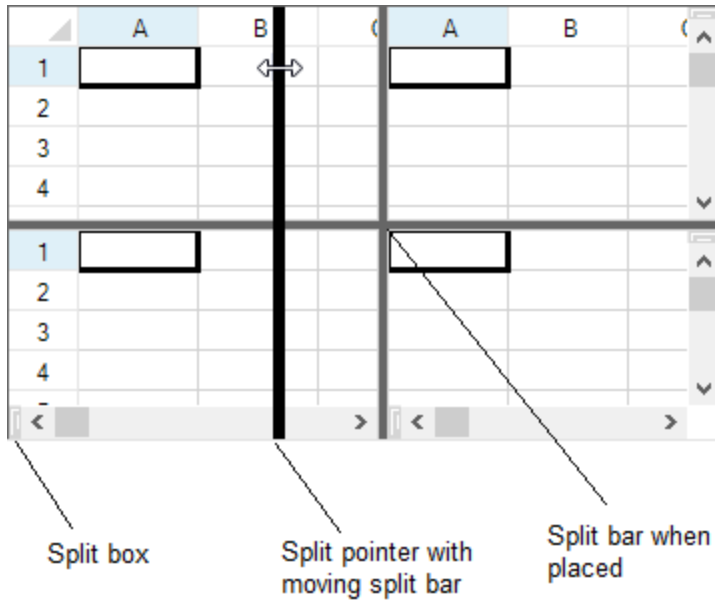 A B A B
1
2
3
4
1
2
3
4
Split box
Split pointer with
moving split bar
Split bar when
placed